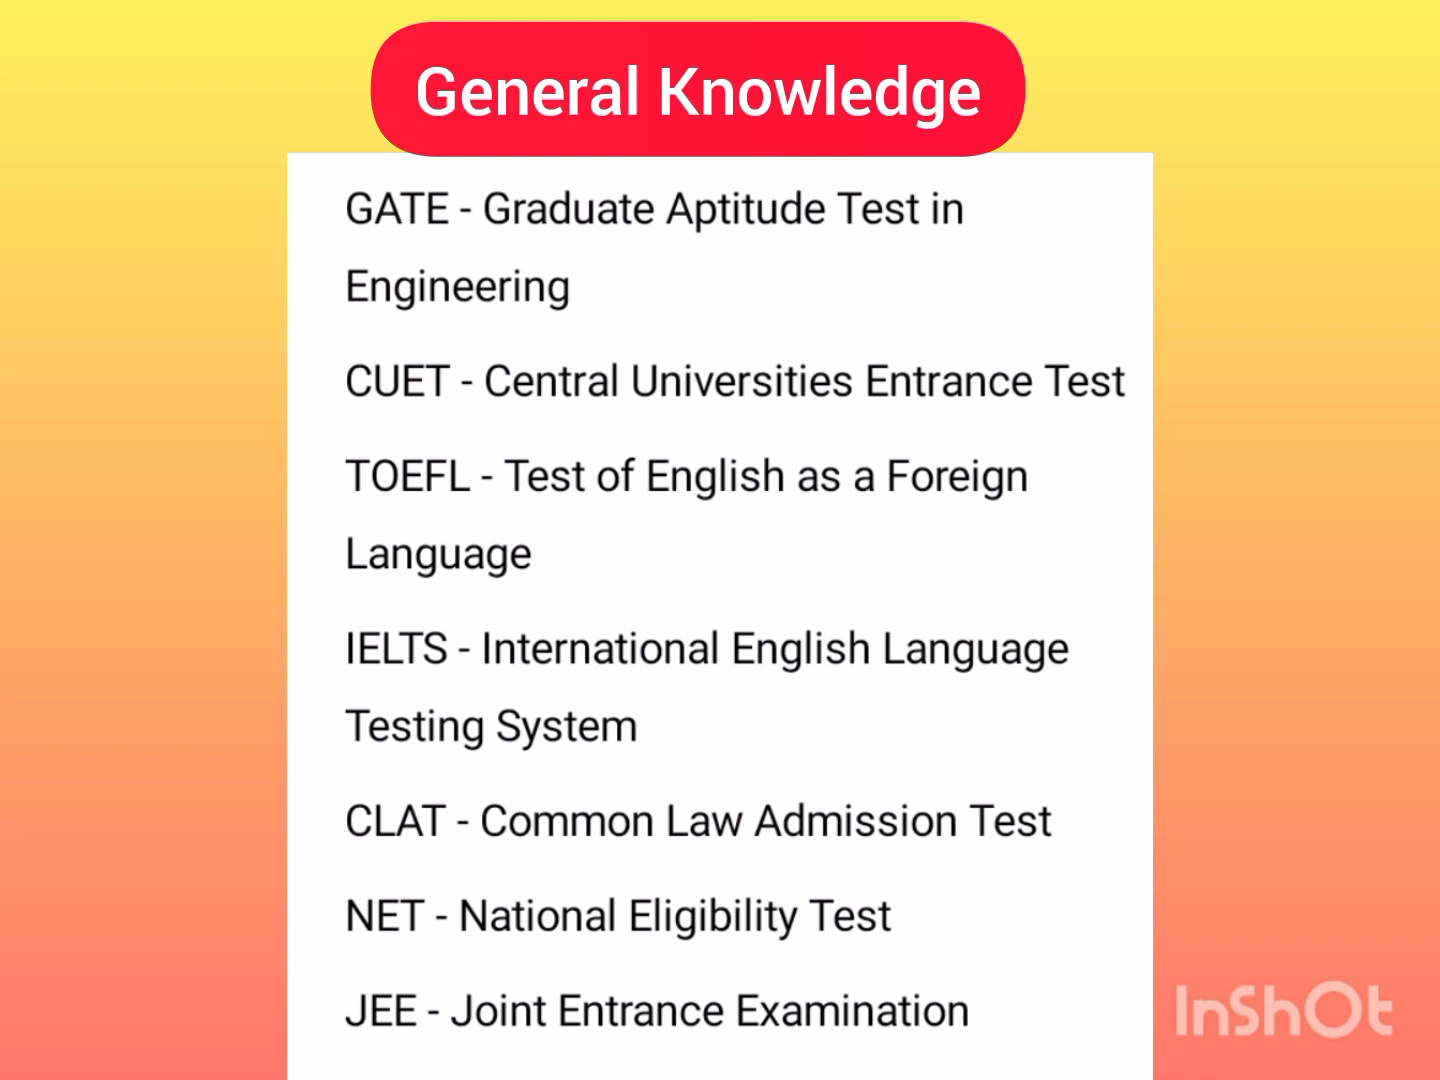 General Knowledge
GATE - Graduate Aptitude Test in
Engineering
CUET - Central Universities Entrance Test
TOEFL - Test of English as a Foreign
Language
IELTS - International English Language
Testing System
CLAT - Common Law Admission Test
NET - National Eligibility Test
JEE - Joint Entrance Examination
InShOt